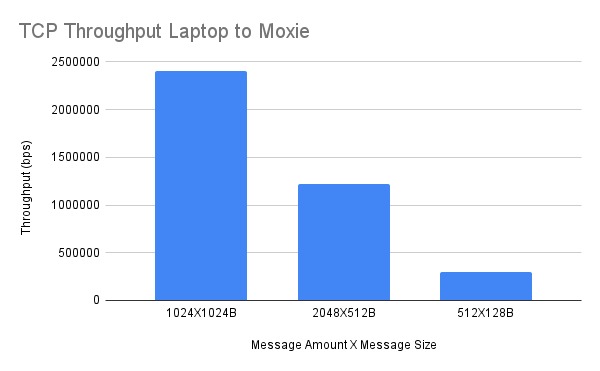 TCP Throughput Laptop to Moxie
2500000
2000000
1500000
1000000
500000
0
Throughput (bps)
1024X1024B
2048X512B
512X128B
Message Amount X Message Size